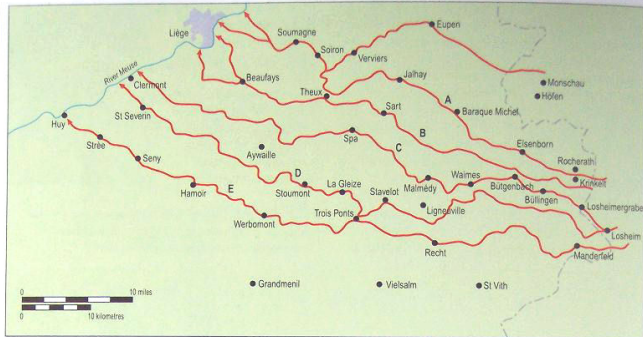 Liège
Soumagne
Eupen
Soiron
Verviers
River Meuse
Clermont
Beaufays
Theux
Jalhay
Monschau
Höfen
A
Baraque Michel
Huy
St Severin
Sart
B
Strée
Spa
C
Elsenborn
Aywaille
Rocherath
Krinkelt
Seny
D
Stoumont
La Gleize
Malmédy
Waimes
Bütgenbach
Hamoir
E
Stavelot
Ligneuville
Büllingen
Losheimergrabe
Werbomont
Trois Ponts
Losheim
Recht
Manderfeld
Grandmenil
Vielsalm
St Vith
0 10 miles
0 10 kilometres